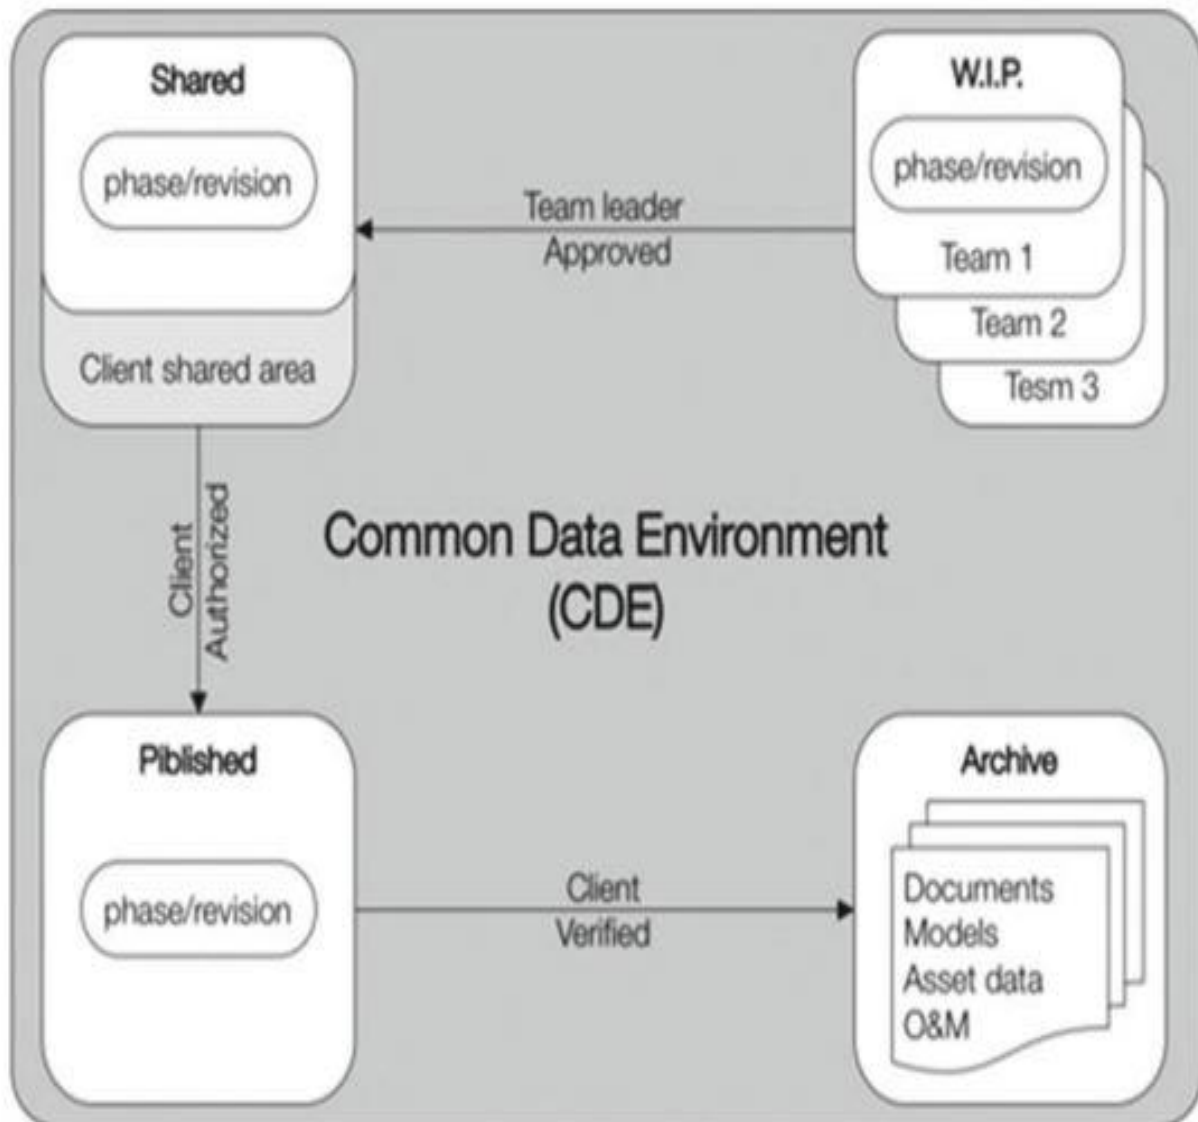 Shared
phase/revision
Client shared area
W.I.P.
phase/revision
Team 1
Team 2
Tesm 3
Team leader
Approved
Client
Authorized
Common Data Environment
(CDE)
Piblished
phase/revision
Client
Verified
Archive
Documents
Models
Asset data
O&M